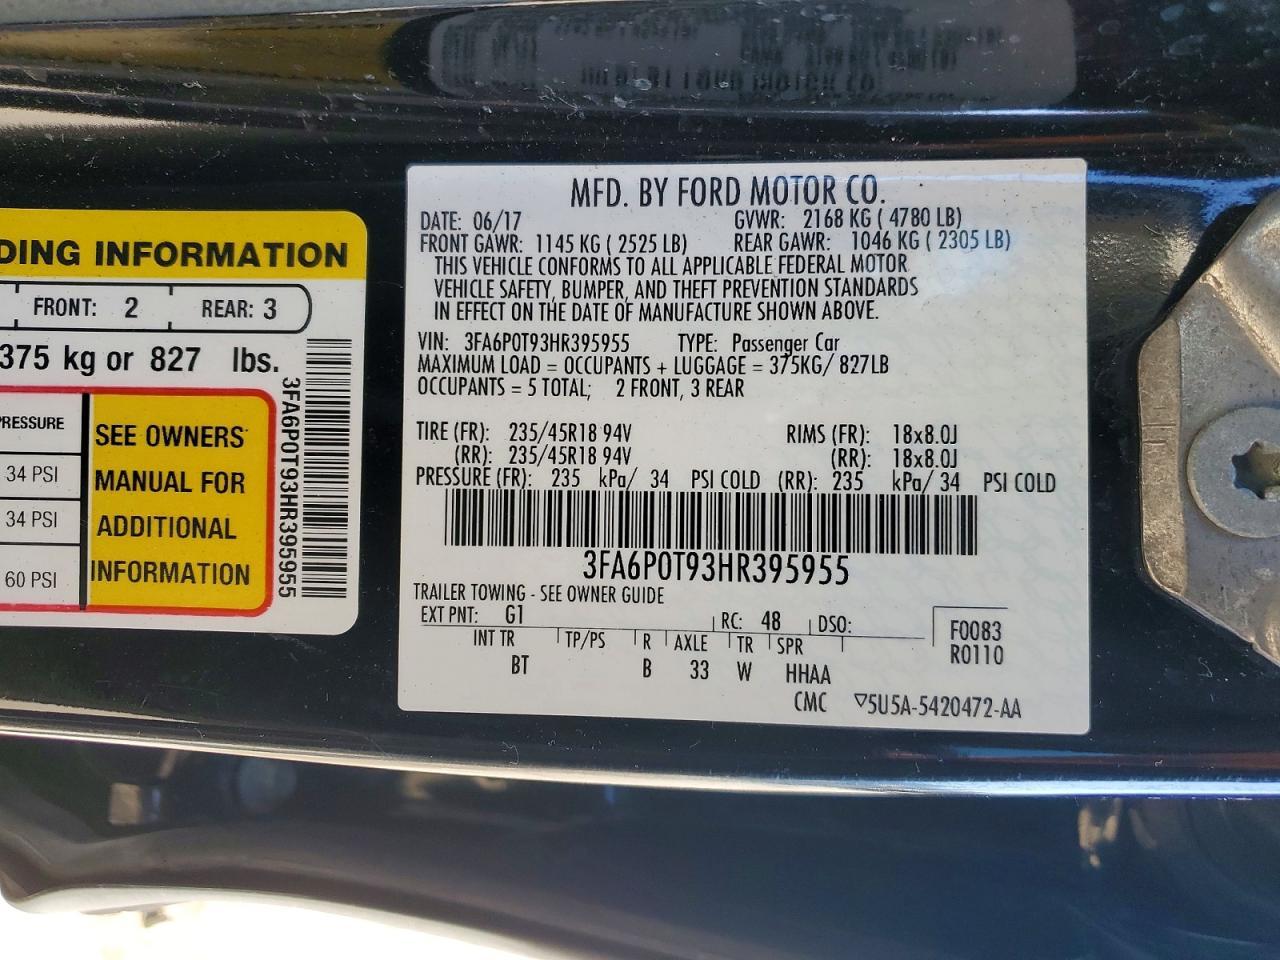 DING INFORMATION
FRONT: 2 REAR: 3
375 kg or 827 lbs.
PRESSURE
34 PSI
34 PSI
60 PSI
SEE OWNERS
MANUAL FOR
ADDITIONAL
INFORMATION
3FA6P0T93HR395955
MFD. BY FORD MOTOR CO.
DATE: 06/17 GVWR: 2168 KG ( 4780 LB)
FRONT GAWR: 1145 KG ( 2525 LB) REAR GAWR: 1046 KG ( 2305 LB)
THIS VEHICLE CONFORMS TO ALL APPLICABLE FEDERAL MOTOR
VEHICLE SAFETY, BUMPER, AND THEFT PREVENTION STANDARDS
IN EFFECT ON THE DATE OF MANUFACTURE SHOWN ABOVE.
VIN: 3FA6P0T93HR395955 TYPE: Passenger Car
MAXIMUM LOAD = OCCUPANTS + LUGGAGE = 375KG/ 827LB
OCCUPANTS = 5 TOTAL; 2 FRONT, 3 REAR
TIRE (FR): 235/45R18 94V RIMS (FR): 18x8.0J
(RR): 235/45R18 94V (RR): 18x8.0J
PRESSURE (FR): 235 kPa/ 34 PSI COLD (RR): 235 kPa/ 34 PSI COLD
3FA6P0T93HR395955
TRAILER TOWING - SEE OWNER GUIDE
EXT PNT: G1 RC: 48 DSO:
INT TR TP/PS R AXLE TR SPR
BT B 33 W HHAA
F0083
R0110
CMC ▽5U5A-5420472-AA